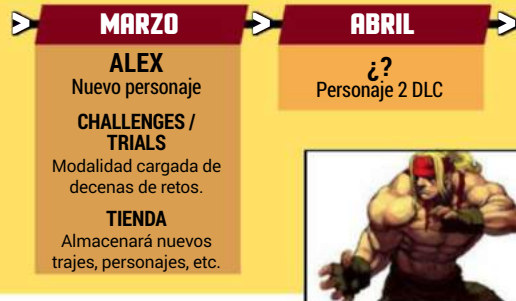 MARZO
ALEX
Nuevo personaje
CHALLENGES /
TRIALS
Modalidad cargada de
decenas de retos.
TIENDA
Almacenará nuevos
trajes, personajes, etc.
ABRIL
¿?
Personaje 2 DLC